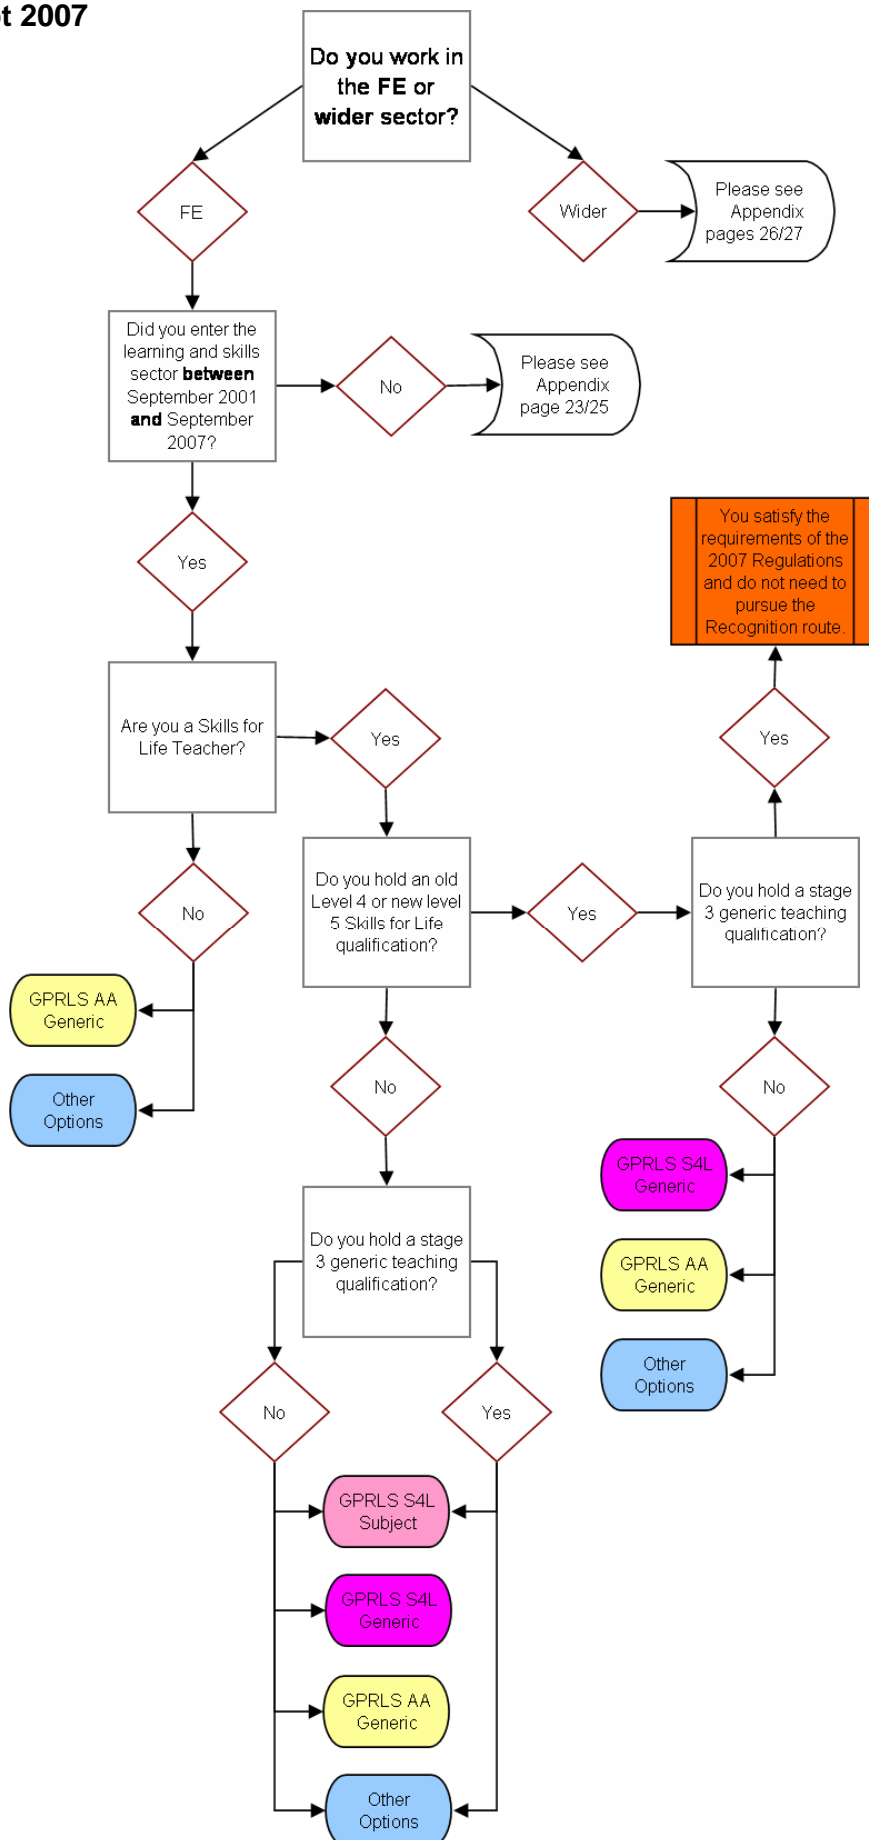 t 2007
Do you work in
the FE or
wider sector?
FE
Wider
Please see
Appendix
pages 26/27
Did you enter the
learning and skills
sector between
September 2001
and September
2007?
No
Please see
Appendix
page 23/25
Yes
You satisfy the
requirements of the
2007 Regulations
and do not need to
pursue the
Recognition route.
Are you a Skills for
Life Teacher?
Yes
Yes
Do you hold an old
Level 4 or new level
5 Skills for Life
qualification?
Yes
Do you hold a stage
3 generic teaching
qualification?
No
GPRLS AA
Generic
Other
Options
No
No
GPRLS S4L
Generic
GPRLS AA
Generic
Other
Options
Do you hold a stage
3 generic teaching
qualification?
No
Yes
GPRLS S4L
Subject
GPRLS S4L
Generic
GPRLS AA
Generic
Other
Options